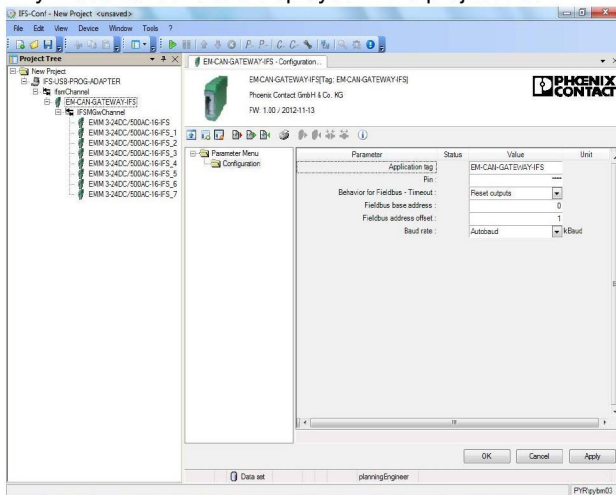 IFS-Conf - New Project <unsaved>
File Edit View Device Window Tools ?
Project Tree
New Project
IFS-USB-PROG-ADAPTER
ifsmChannel
EM-CAN-GATEWAY-IFS
IFSMGwChannel
EMM 3-24DC/500AC-16-IFS
EMM 3-24DC/500AC-16-IFS_1
EMM 3-24DC/500AC-16-IFS_2
EMM 3-24DC/500AC-16-IFS_3
EMM 3-24DC/500AC-16-IFS_4
EMM 3-24DC/500AC-16-IFS_5
EMM 3-24DC/500AC-16-IFS_6
EMM 3-24DC/500AC-16-IFS_7
EM-CAN-GATEWAY-IFS - Configuration...
EM-CAN-GATEWAY-IFS[Tag: EM-CAN-GATEWAY-IFS]
Phoenix Contact GmbH & Co. KG
FW: 1.00 / 2012-11-13
PHŒNIX
CONTACT
Parameter Menu
Configuration
Parameter Status Value Unit
Application tag : EM-CAN-GATEWAY-IFS
Pin : ****
Behavior for Fieldbus - Timeout : Reset outputs
Fieldbus base address : 0
Fieldbus address offset : 1
Baud rate : Autobaud kBaud
OK Cancel Apply
Data set planningEngineer
PYR\pybm03